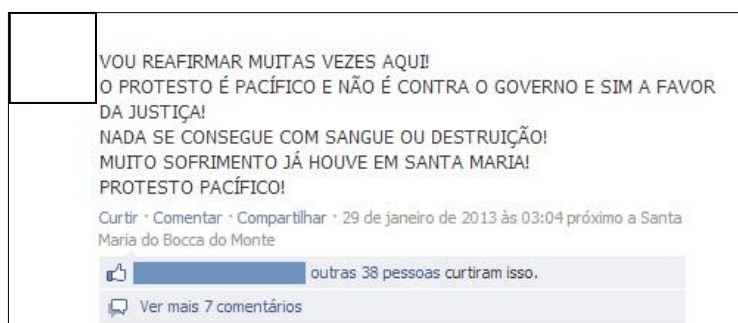 VOU REAFIRMAR MUITAS VEZES AQUI!
O PROTESTO É PACÍFICO E NÃO É CONTRA O GOVERNO E SIM A FAVOR
DA JUSTIÇA!
NADA SE CONSEGUE COM SANGUE OU DESTRUIÇÃO!
MUITO SOFRIMENTO JÁ HOUVE EM SANTA MARIA!
PROTESTO PACÍFICO!
Curtir · Comentar · Compartilhar · 29 de janeiro de 2013 às 03:04 próximo a Santa
Maria do Bocca do Monte
outras 38 pessoas curtiram isso.
Ver mais 7 comentários